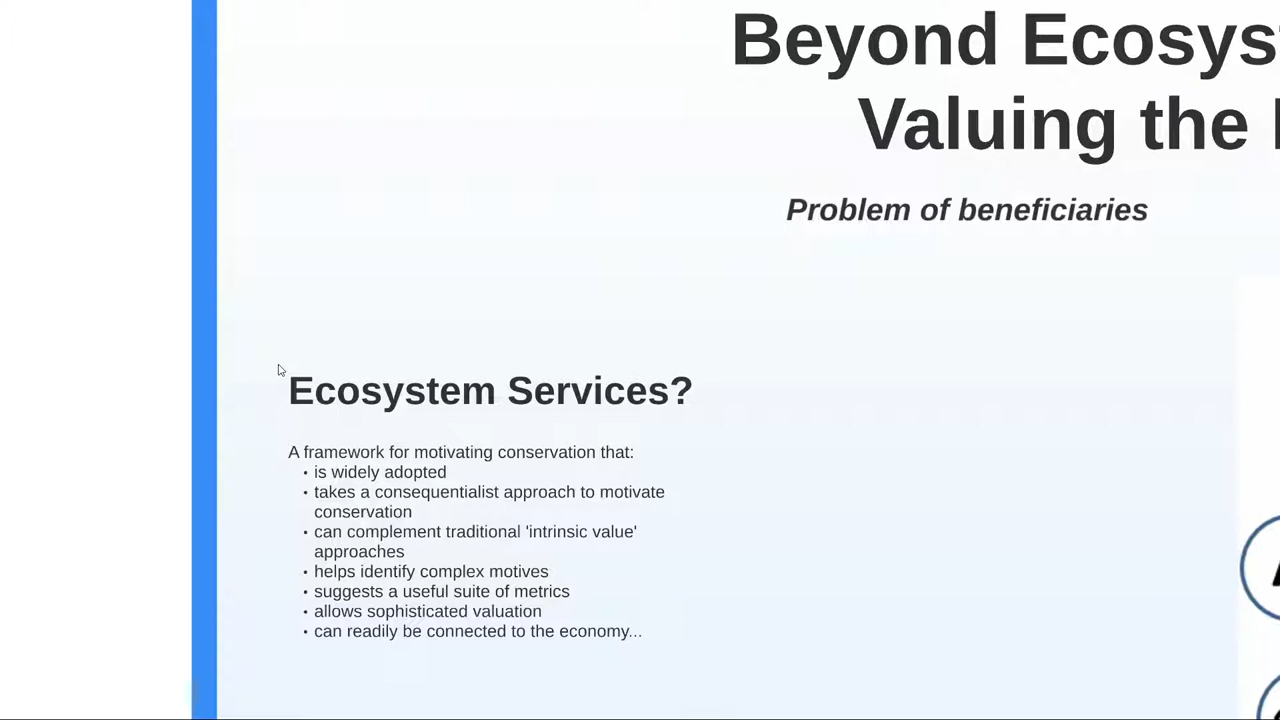 Beyond Ecosys
Valuing the
Problem of beneficiaries
Ecosystem Services?
A framework for motivating conservation that:
• is widely adopted
• takes a consequentialist approach to motivate
conservation
• can complement traditional 'intrinsic value'
approaches
• helps identify complex motives
• suggests a useful suite of metrics
• allows sophisticated valuation
• can readily be connected to the economy...